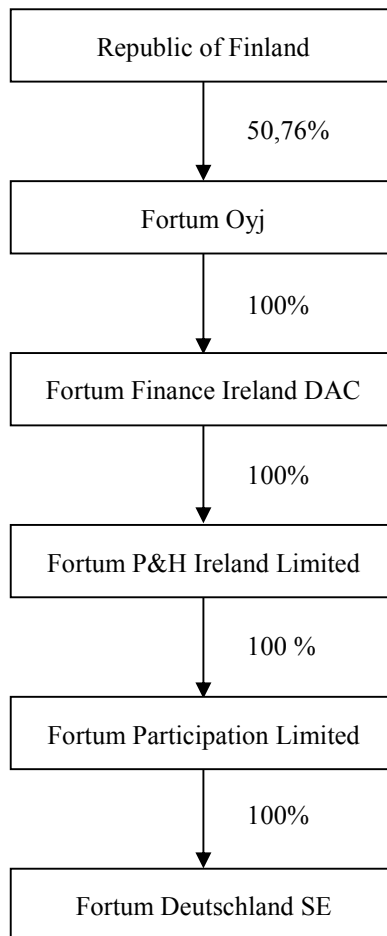 Republic of Finland
50,76%
Fortum Oyj
100%
Fortum Finance Ireland DAC
100%
Fortum P&H Ireland Limited
100 %
Fortum Participation Limited
100%
Fortum Deutschland SE